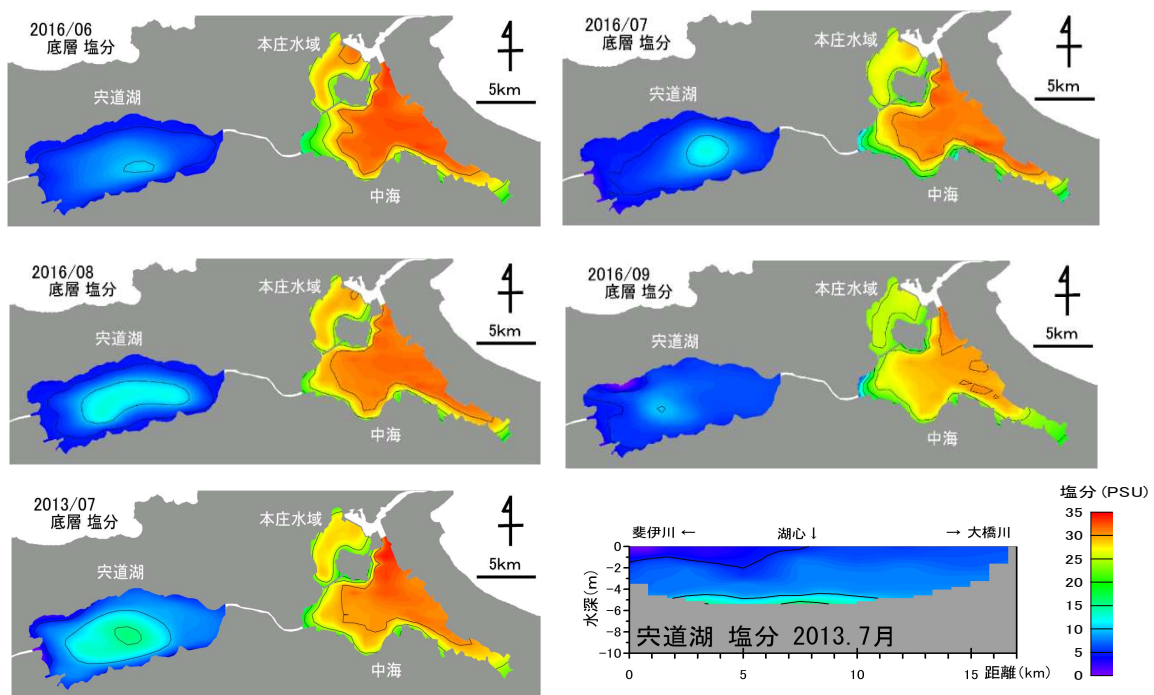 2016/06
底層 塩分
本庄水域
4
5km
宍道湖
中海
2016/07
底層 塩分
本庄水域
4
5km
宍道湖
中海
2016/08
底層 塩分
本庄水域
4
5km
宍道湖
中海
2016/09
底層 塩分
本庄水域
4
5km
宍道湖
中海
2013/07
底層 塩分
本庄水域
4
5km
宍道湖
中海
塩分(PSU)
35
30
25
20
15
10
5
0
斐伊川 ← 湖心↓ → 大橋川
0
-2
-4
-6
-8
-10
水深(m)
宍道湖 塩分 2013.7月
0 5 10 15 距離(km)